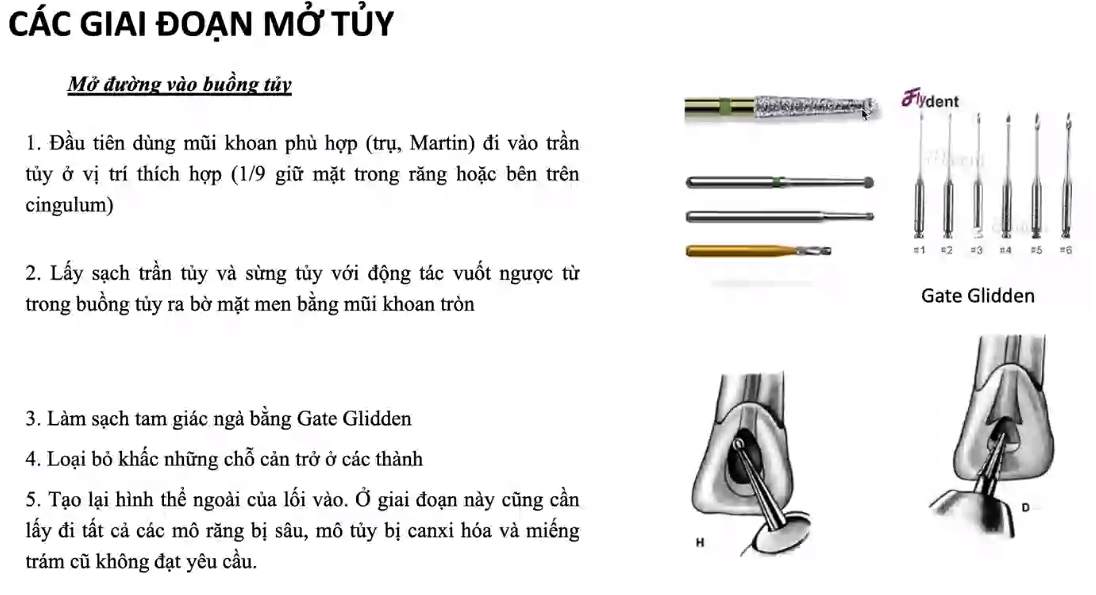 CÁC GIAI ĐOẠN MỞ TỦY
Mở đường vào buồng tủy
1. Đầu tiên dùng mũi khoan phù hợp (trụ, Martin) đi vào trần
tủy ở vị trí thích hợp (1/9 giữ mặt trong răng hoặc bên trên
cingulum)
2. Lấy sạch trần tủy và sừng tủy với động tác vuốt ngược từ
trong buồng tủy ra bờ mặt men bằng mũi khoan tròn
3. Làm sạch tam giác ngà bằng Gate Glidden
4. Loại bỏ khấc những chỗ cản trở ở các thành
5. Tạo lại hình thể ngoài của lối vào. Ở giai đoạn này cũng cần
lấy đi tất cả các mô răng bị sâu, mô tủy bị canxi hóa và miếng
trám cũ không đạt yêu cầu.
Flydent
#1 #2 #3 #4 #5 #6
Gate Glidden
H
D